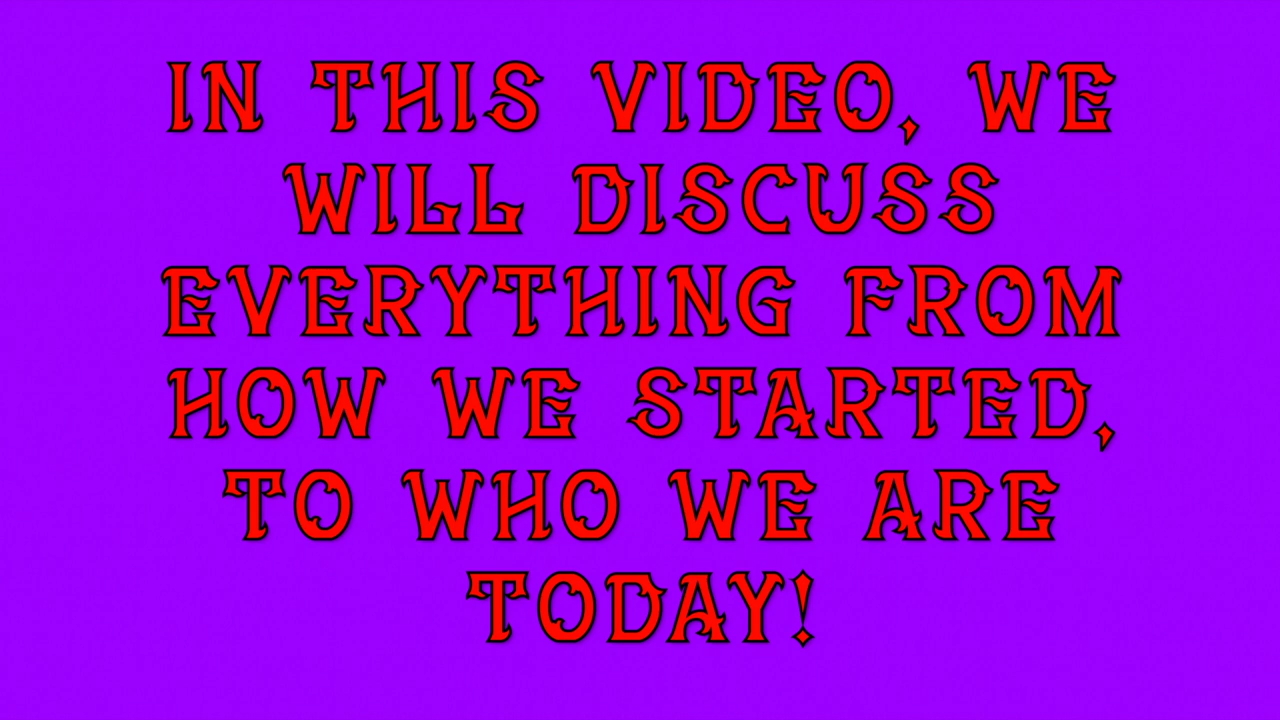 IN THIS VIDEO, WE
WILL DISCUSS
EVERYTHING FROM
HOW WE STARTED,
TO WHO WE ARE
TODAY!